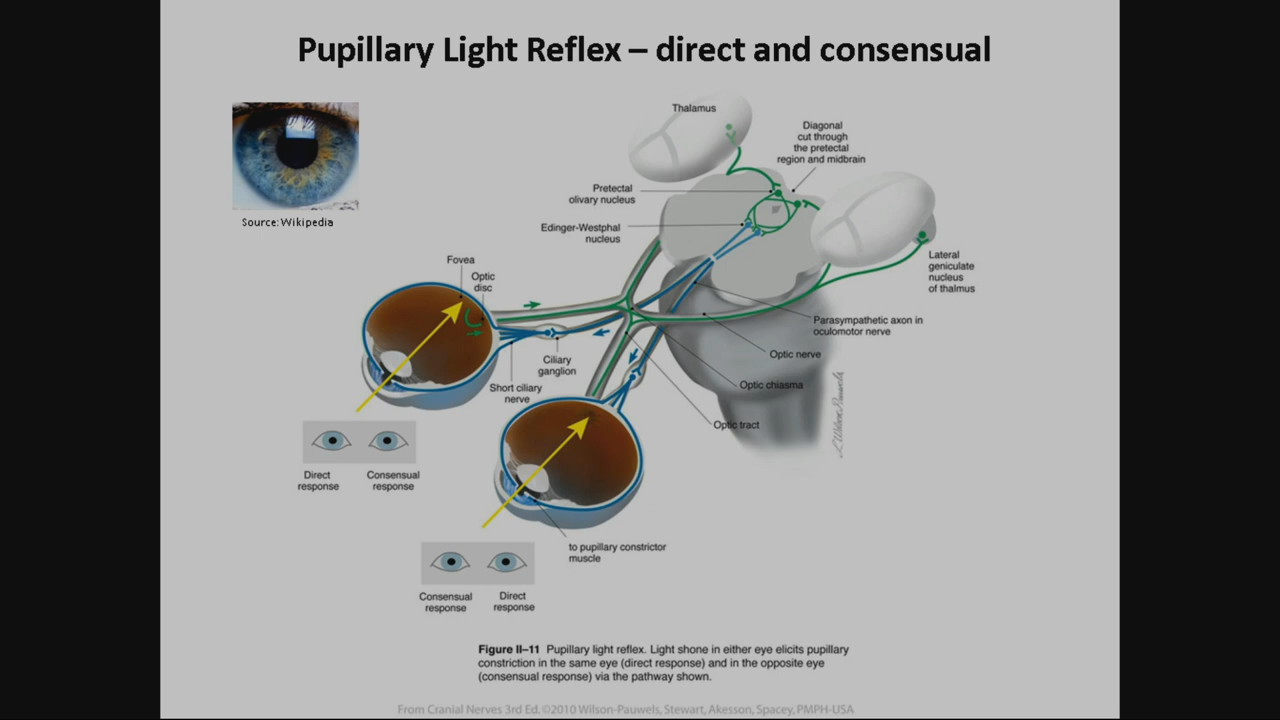 Pupillary Light Reflex – direct and consensual
Source: Wikipedia
Thalamus
Diagonal
cut through
the pretectal
region and midbrain
Pretectal
olivary nucleus
Edinger-Westphal
nucleus
Lateral
geniculate
nucleus
of thalmus
Fovea
Optic
disc
Parasympathetic axon in
oculomotor nerve
Optic nerve
Ciliary
ganglion
Short ciliary
nerve
Optic chiasma
Optic tract
Direct
response
Consensual
response
to pupillary constrictor
muscle
Consensual
response
Direct
response
Figure II–11 Pupillary light reflex. Light shone in either eye elicits pupillary
constriction in the same eye (direct response) and in the opposite eye
(consensual response) via the pathway shown.
From Cranial Nerves 3rd Ed. ©2010 Wilson-Pauwels, Stewart, Akesson, Spacey, PMPH-USA